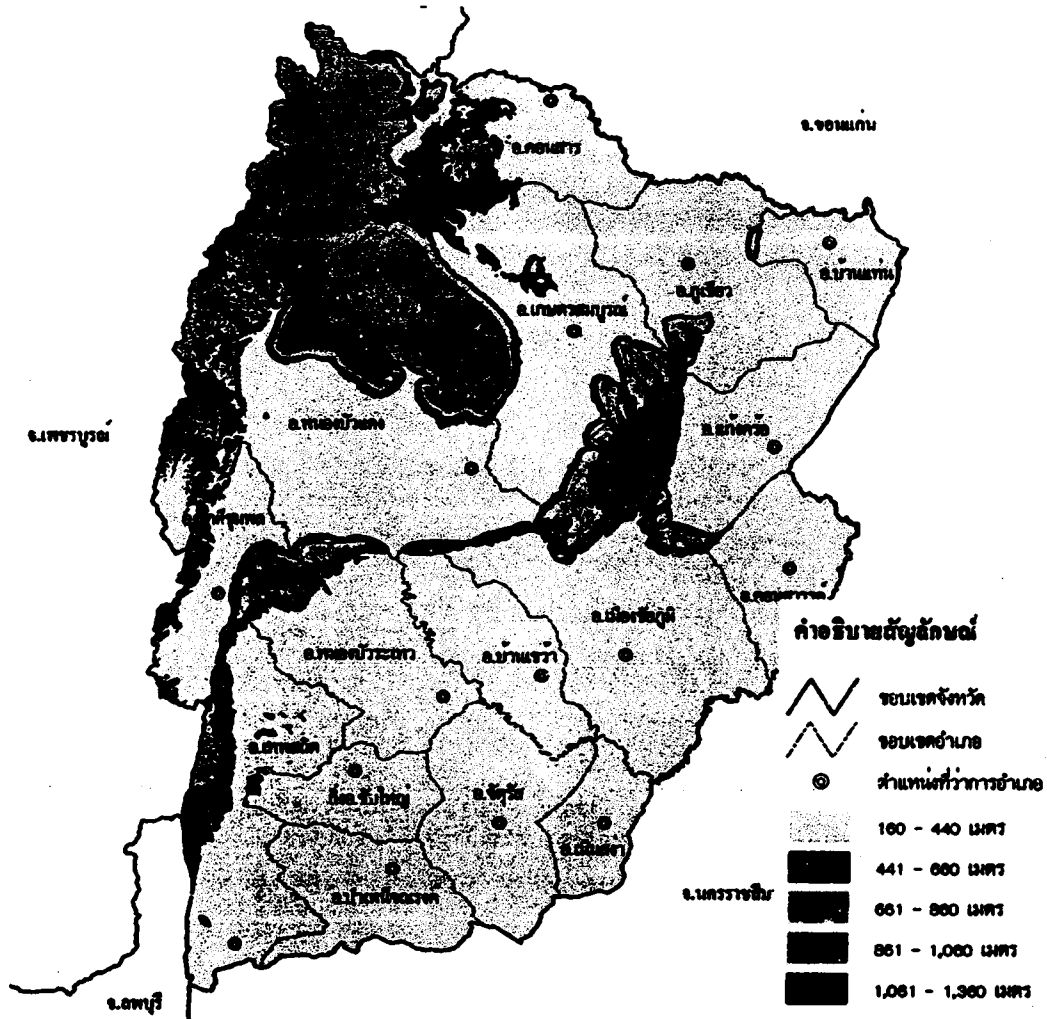 จ.ขอนแก่น
อ.คอนสาร
อ.บ้านแท่น
อ.ภูเขียว
อ.เกษตรสมบูรณ์
จ.เพชรบูรณ์
อ.หนองบัวแดง
อ.แก้งคร้อ
อ.เมืองชัยภูมิ
คำอธิบายสัญลักษณ์
อ.หนองบัวระเหว
อ.บ้านเขว้า
ขอบเขตจังหวัด
ขอบเขตอำเภอ
ตำแหน่งที่ว่าการอำเภอ
กิ่งอ.ซับใหญ่
อ.จัตุรัส
160 - 440 เมตร
441 - 660 เมตร
จ.นครราชสีมา
661 - 860 เมตร
861 - 1,060 เมตร
1,061 - 1,360 เมตร
จ.ลพบุรี